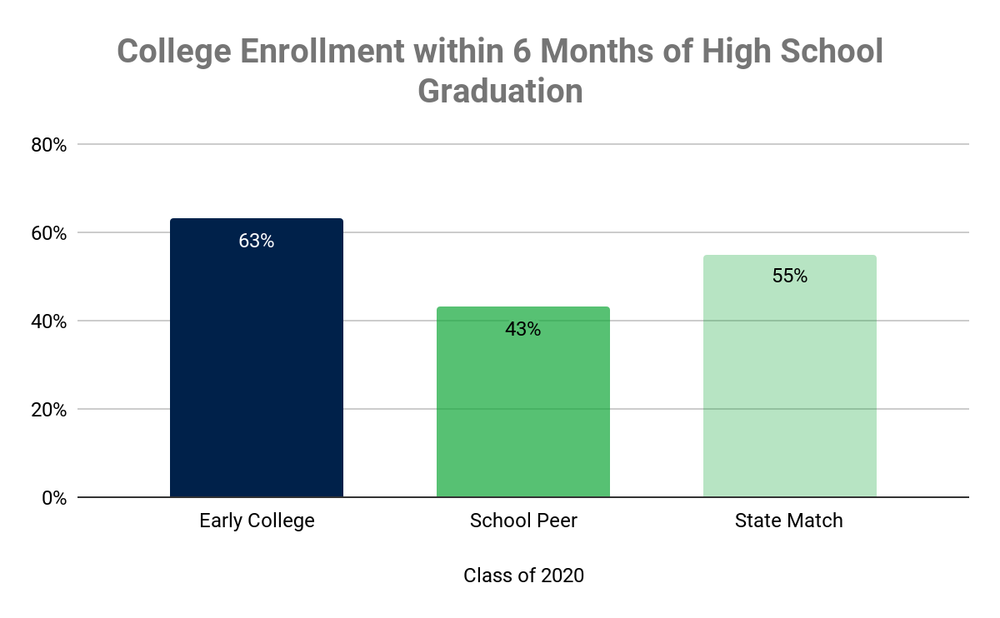 College Enrollment within 6 Months of High School
Graduation
80%
60%
40%
20%
0%
63%
43%
55%
Early College
School Peer
State Match
Class of 2020